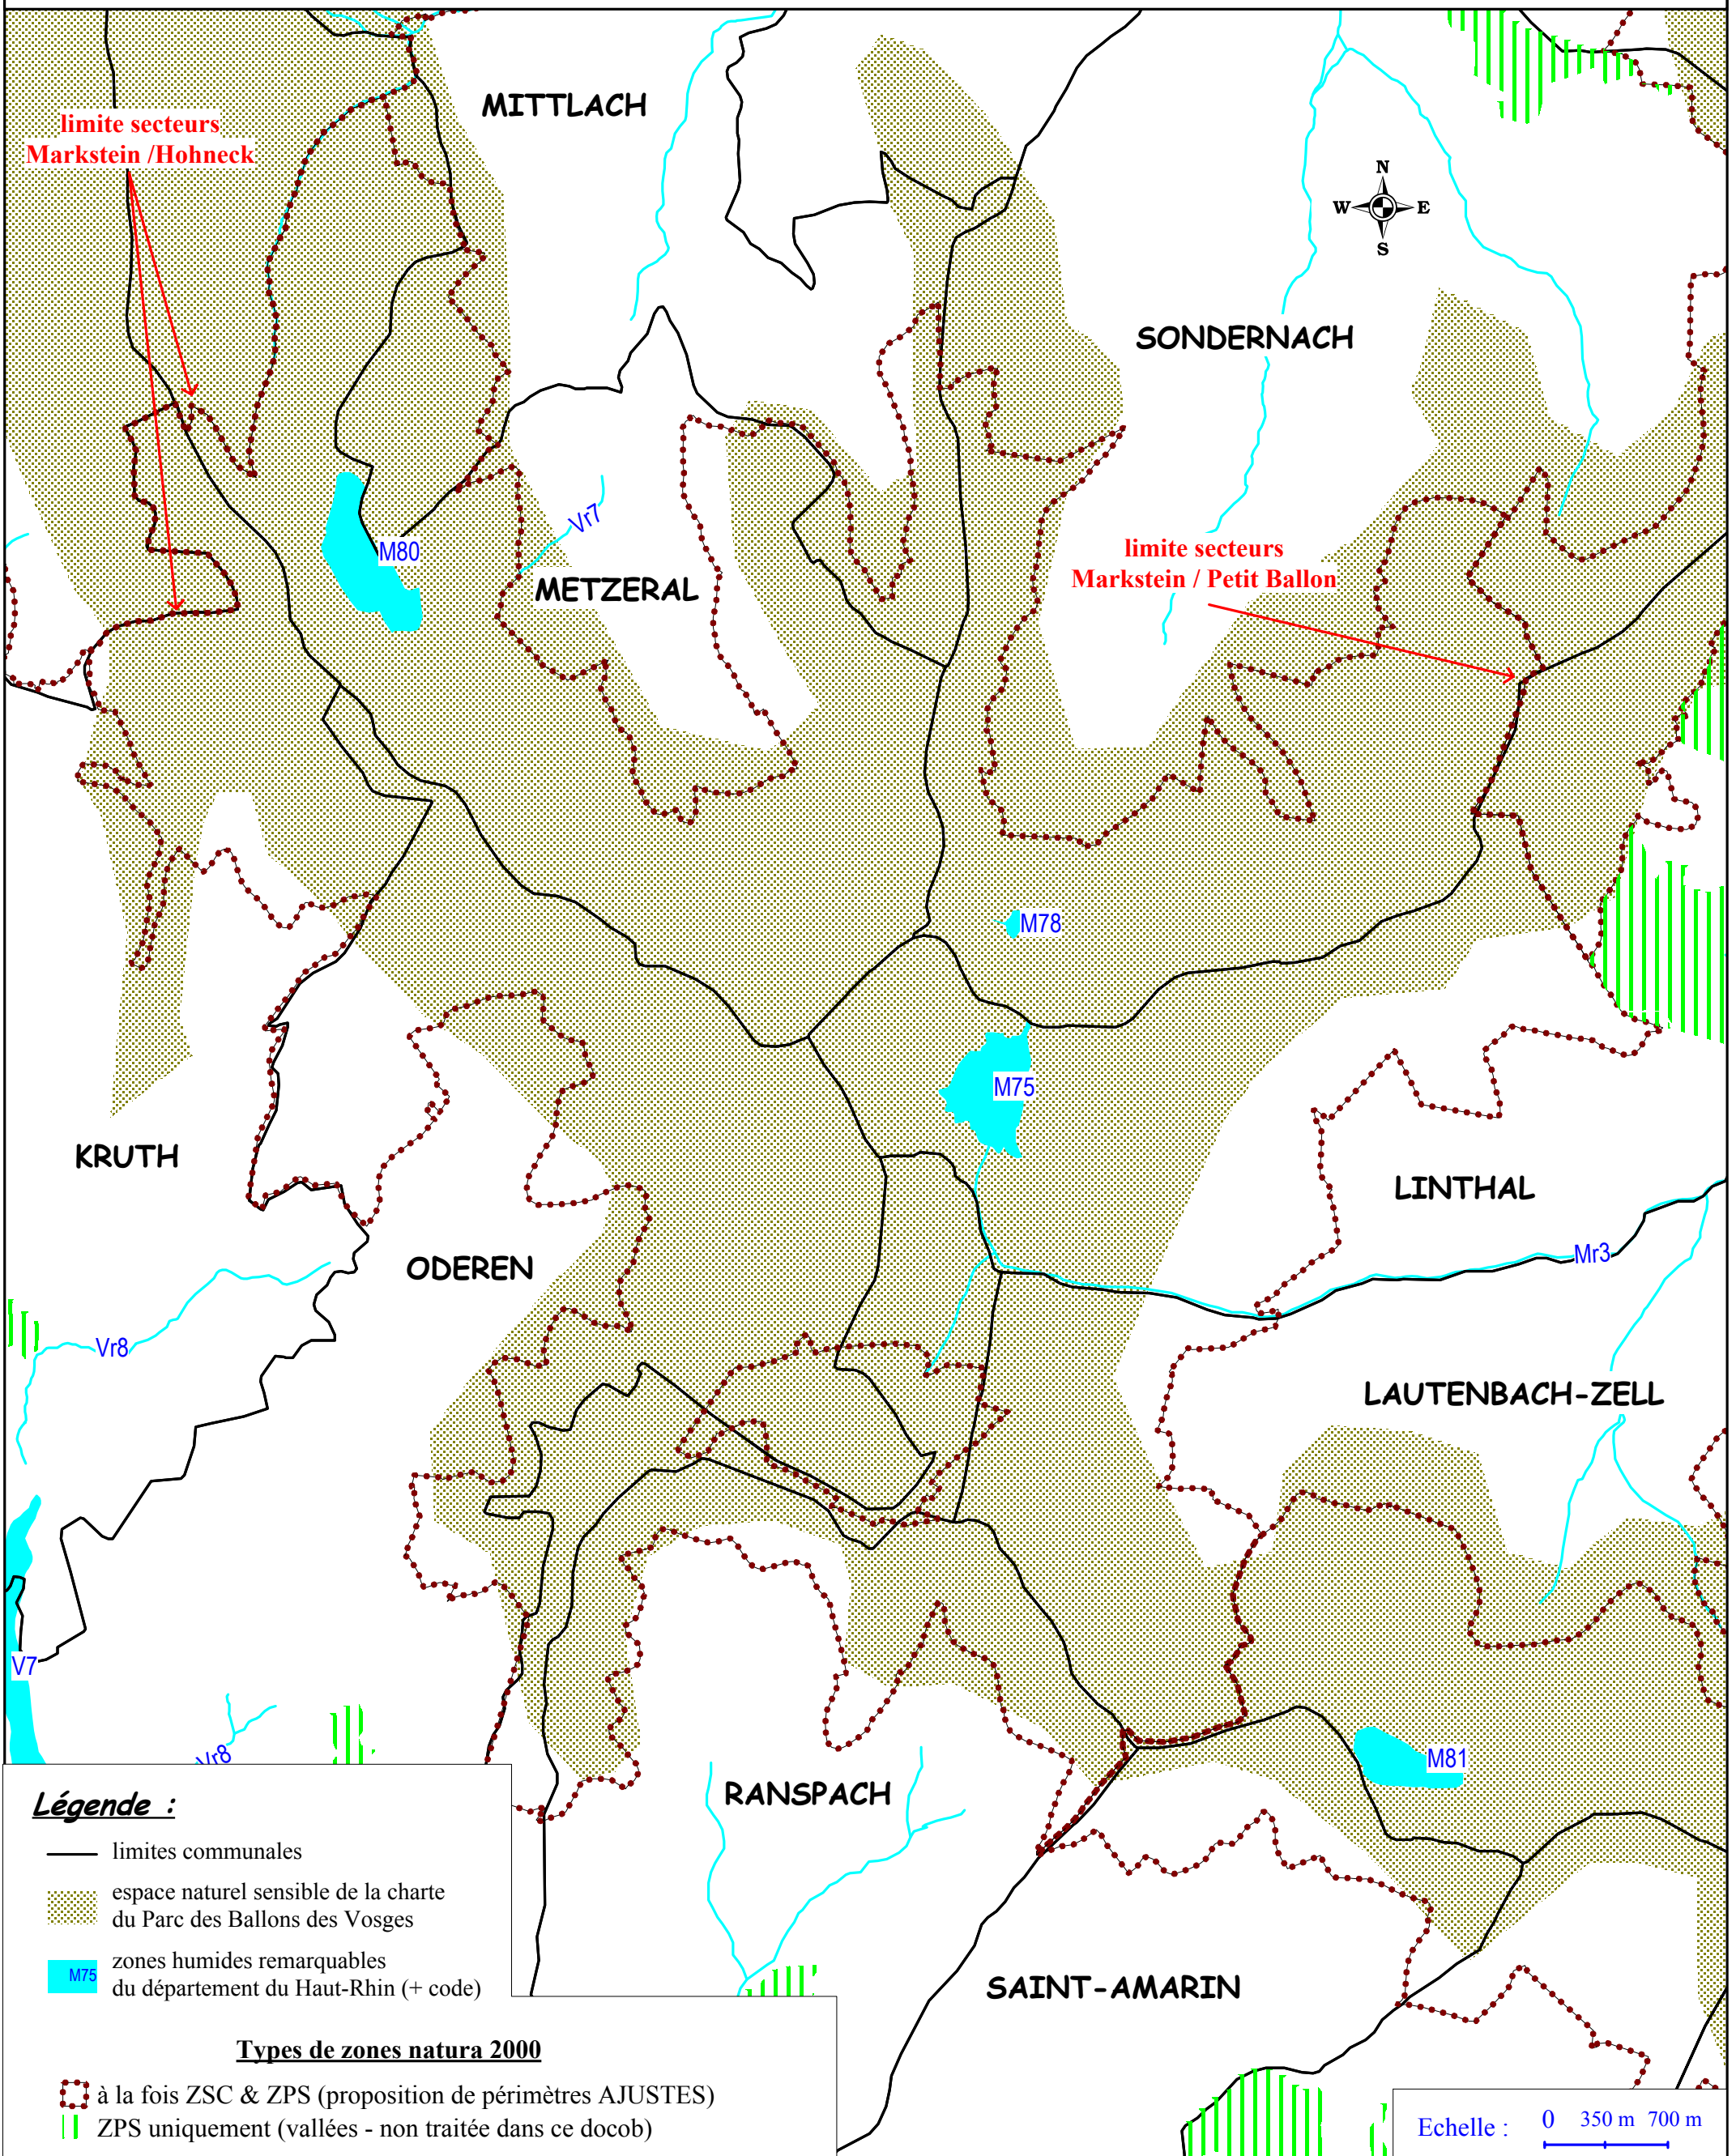 MITTLACH
limite secteurs
Markstein /Hohneck
N
W E
S
SONDERNACH
Vr7
M80
limite secteurs
Markstein / Petit Ballon
METZERAL
M78
M75
KRUTH
LINTHAL
Mr3
ODEREN
Vr8
LAUTENBACH-ZELL
V7
Vr8
M81
RANSPACH
SAINT-AMARIN
Légende :
limites communales
espace naturel sensible de la charte
du Parc des Ballons des Vosges
M75
zones humides remarquables
du département du Haut-Rhin (+ code)
Types de zones natura 2000
à la fois ZSC & ZPS (proposition de périmètres AJUSTES)
ZPS uniquement (vallées - non traitée dans ce docob)
Echelle : 0 350 m 700 m